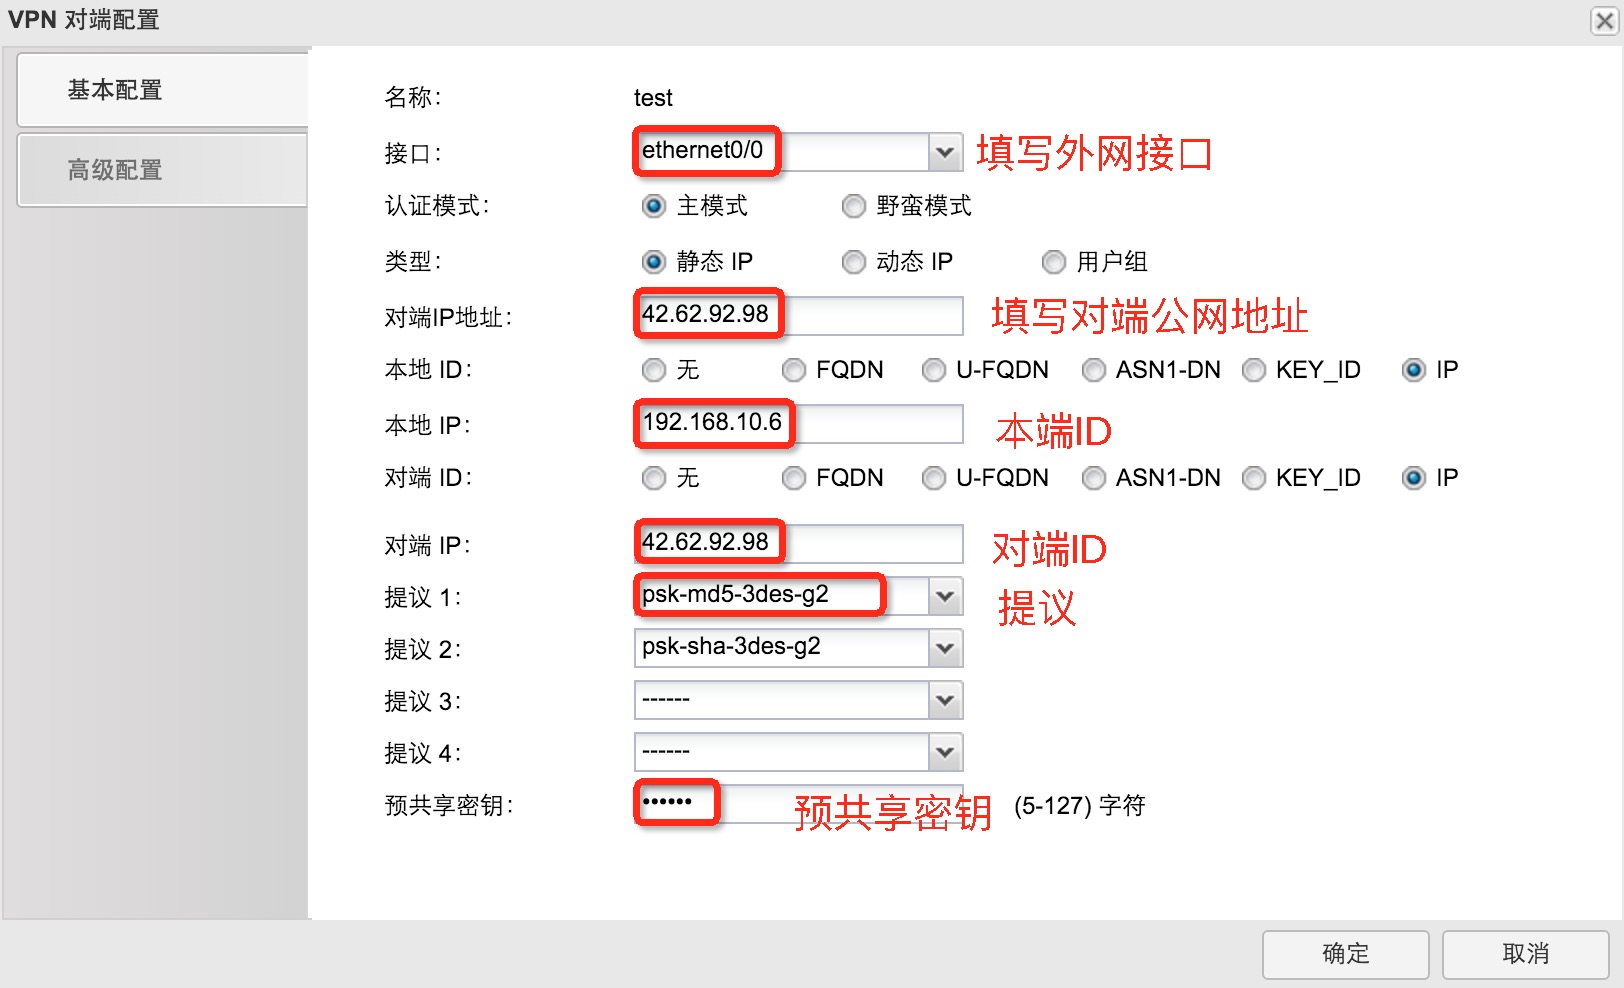 VPN 对端配置
基本配置
高级配置
名称： test
接口： ethernet0/0 填写外网接口
认证模式： 主模式 野蛮模式
类型： 静态 IP 动态 IP 用户组
对端IP地址： 42.62.92.98 填写对端公网地址
本地 ID： 无 FQDN U-FQDN ASN1-DN KEY_ID IP
本地 IP： 192.168.10.6 本端ID
对端 ID： 无 FQDN U-FQDN ASN1-DN KEY_ID IP
对端 IP： 42.62.92.98 对端ID
提议 1： psk-md5-3des-g2 提议
提议 2： psk-sha-3des-g2
提议 3： ------
提议 4： ------
预共享密钥： •••••• 预共享密钥 (5-127) 字符
确定 取消